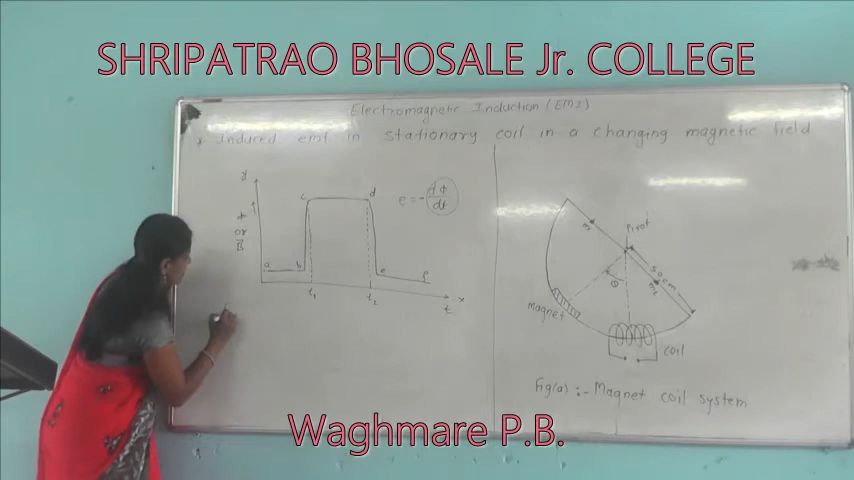 SHRIPATRAO BHOSALE Jr. COLLEGE
Electromagnetic Induction (EMI)
* Induced emf in stationary coil in a changing magnetic field
y
c d
e = - dϕ/dt
ϕ
or
B
a b
e f
t1 t2 x
t
Pivot
50cm
θ
Magnet
coil
Fig(a) :- Magnet coil system
Waghmare P.B.